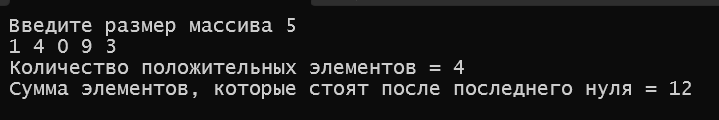 Введите размер массива 5
1 4 0 9 3
Количество положительных элементов = 4
Сумма элементов, которые стоят после последнего нуля = 12